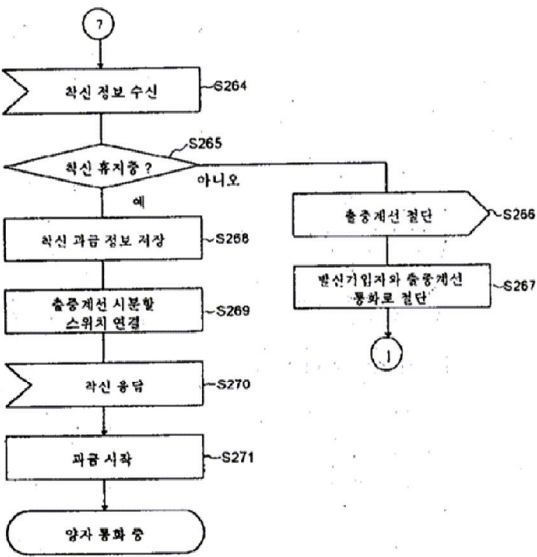 ?
착신 정보 수신
S264
착신 휴지중 ?
S265
아니오
예
출중계선 절단
S266
착신 과금 정보 저장
S268
발신가입자와 출중계선
통화로 절단
S267
출중계선 시분할
스위치 연결
S269
착신 응답
S270
과금 시작
S271
양자 통화 중